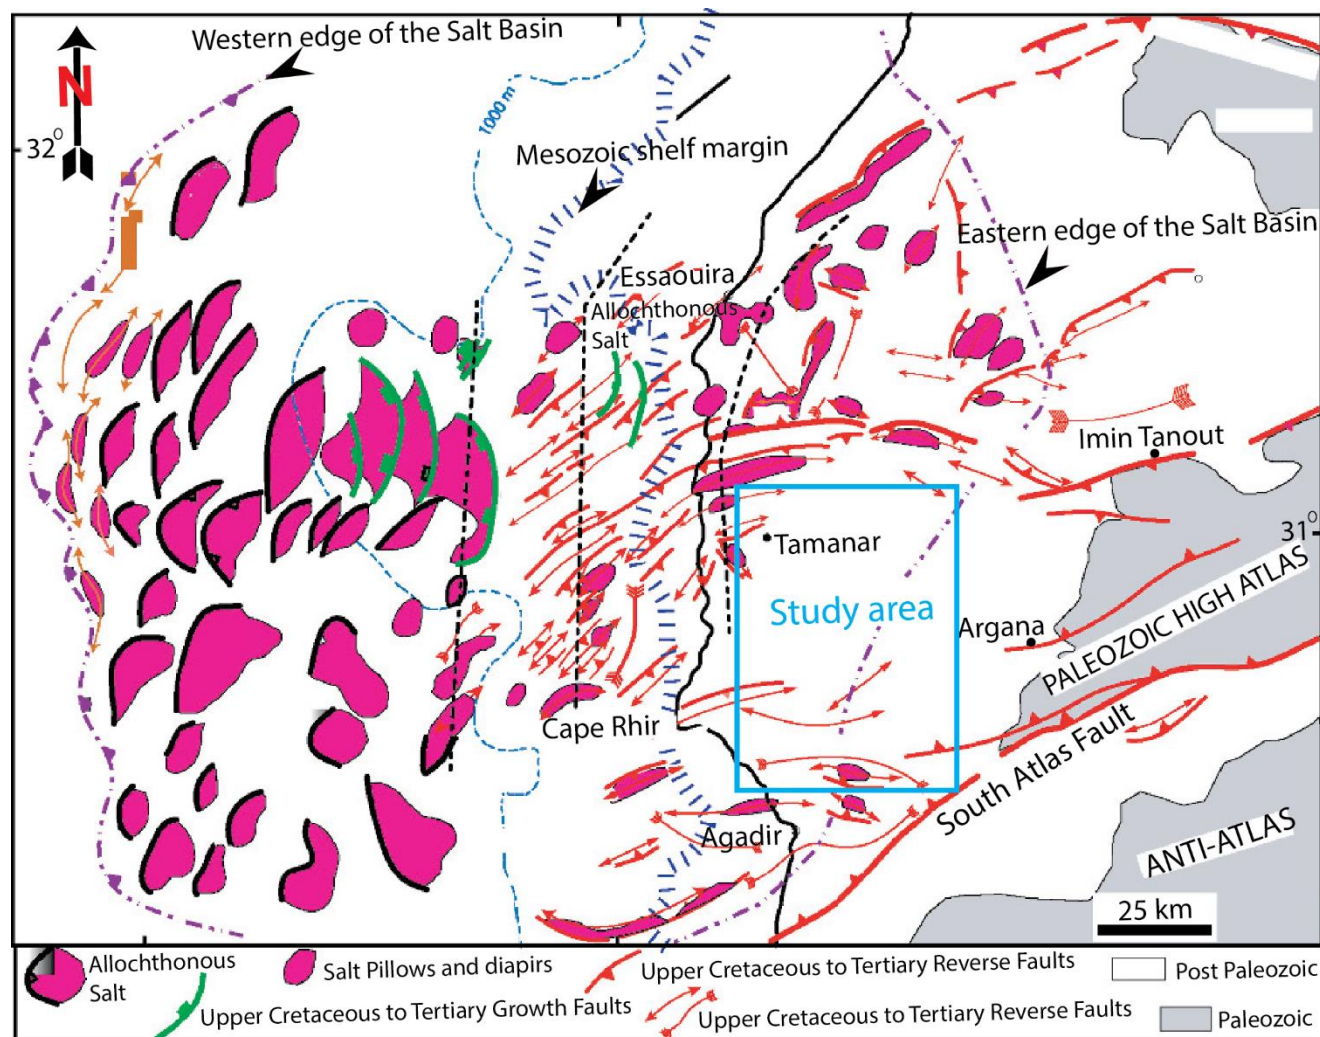 Western edge of the Salt Basin
N
1000 m
32°
Mesozoic shelf margin
Eastern edge of the Salt Basin
Essaouira
Allochthonous
Salt
Imin Tanout
31°
Tamanar
Study area
Argana
PALEOZOIC HIGH ATLAS
Cape Rhir
South Atlas Fault
Agadir
ANTI-ATLAS
25 km
Allochthonous
Salt
Salt Pillows and diapirs
Upper Cretaceous to Tertiary Reverse Faults
Post Paleozoic
Upper Cretaceous to Tertiary Growth Faults
Upper Cretaceous to Tertiary Reverse Faults
Paleozoic